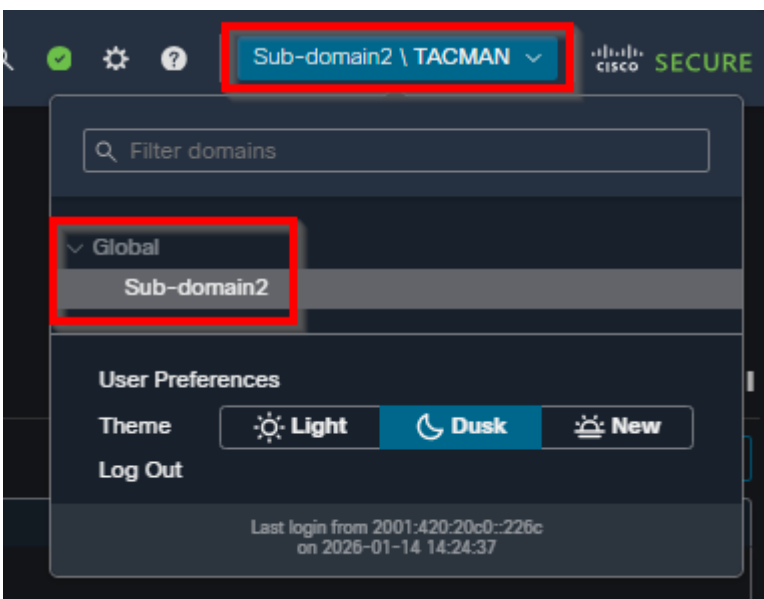 Sub-domain2 \ TACMAN
cisco SECURE
Filter domains
Global
Sub-domain2
User Preferences
Theme Light Dusk New
Log Out
Last login from 2001:420:20c0::226c
on 2026-01-14 14:24:37